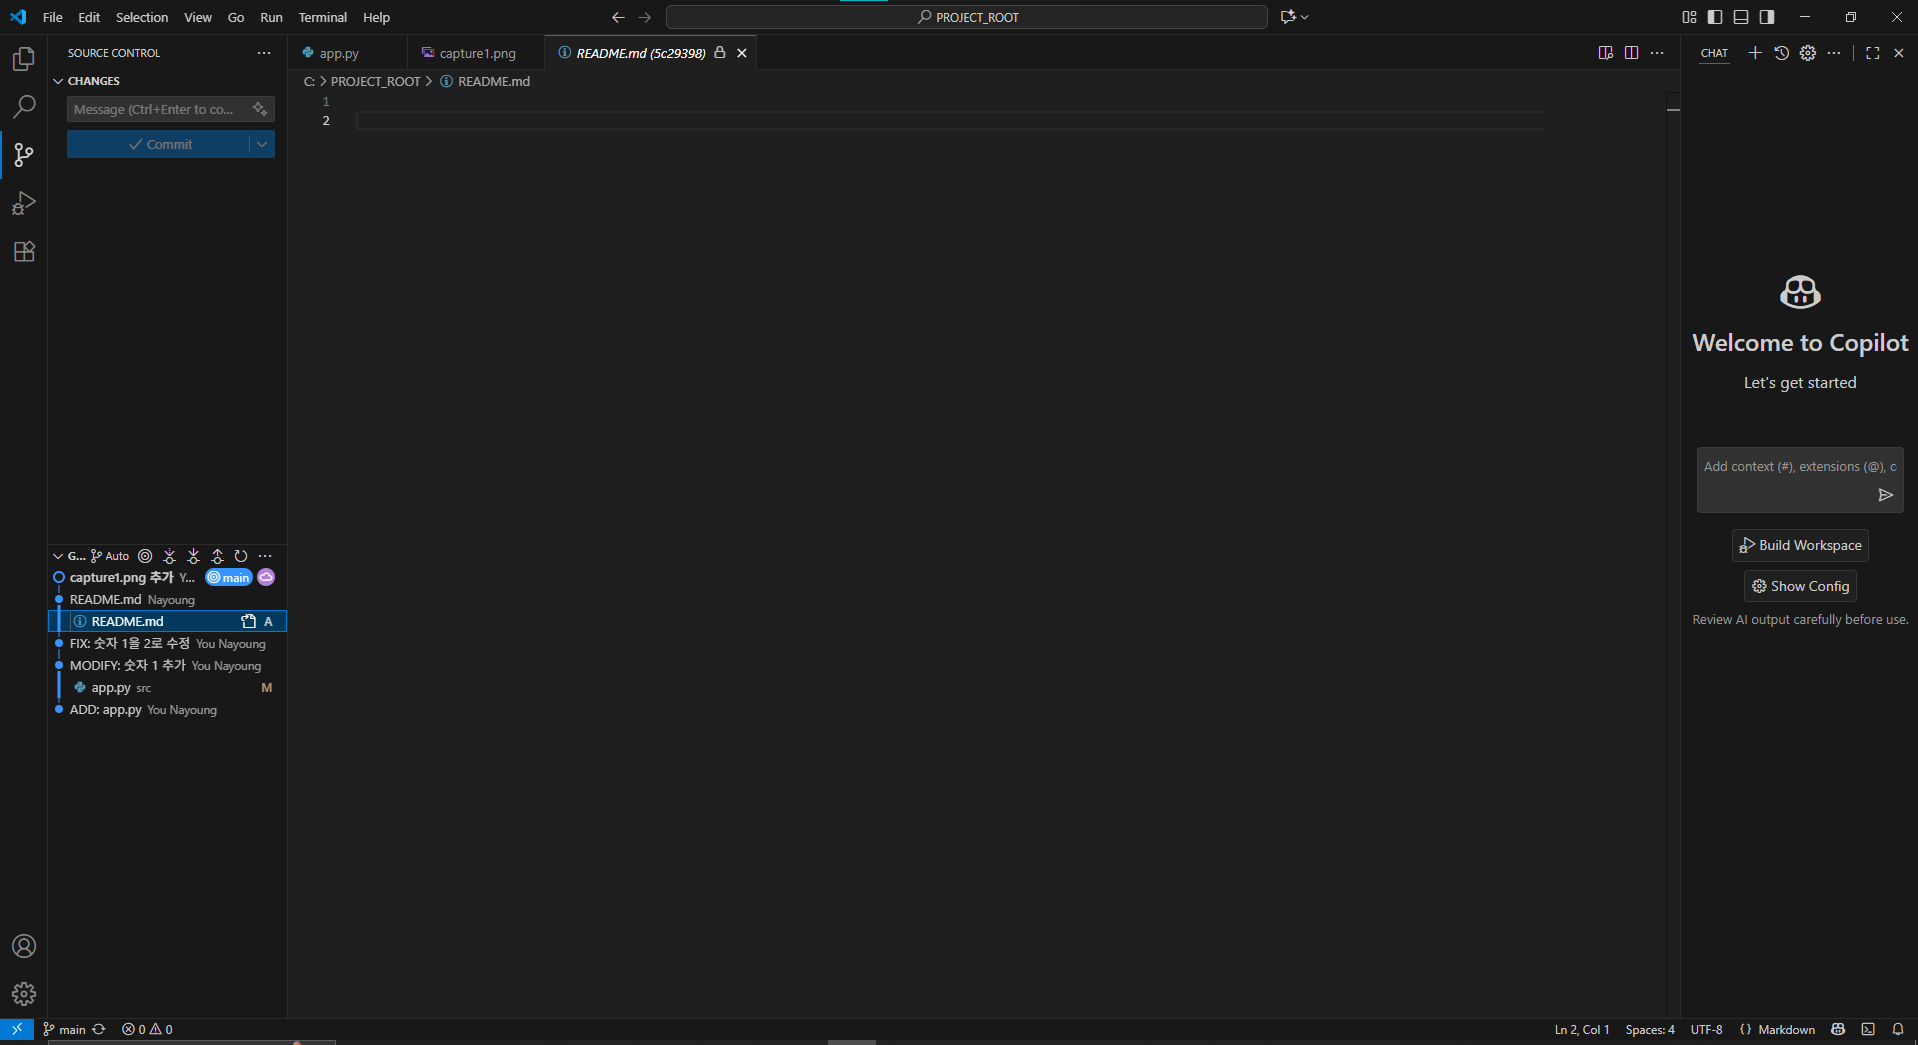 File Edit Selection View Go Run Terminal Help
PROJECT_ROOT
SOURCE CONTROL
CHANGES
Message (Ctrl+Enter to co...
Commit
G... Auto
capture1.png 추가 Y... main
README.md Nayoung
README.md A
FIX: 숫자 1을 2로 수정 You Nayoung
MODIFY: 숫자 1 추가 You Nayoung
app.py src M
ADD: app.py You Nayoung
app.py capture1.png README.md (5c29398)
C: > PROJECT_ROOT > README.md
1
2
CHAT
Welcome to Copilot
Let's get started
Add context (#), extensions (@), c
Build Workspace
Show Config
Review AI output carefully before use.
main 0 0 Ln 2, Col 1 Spaces: 4 UTF-8 {} Markdown